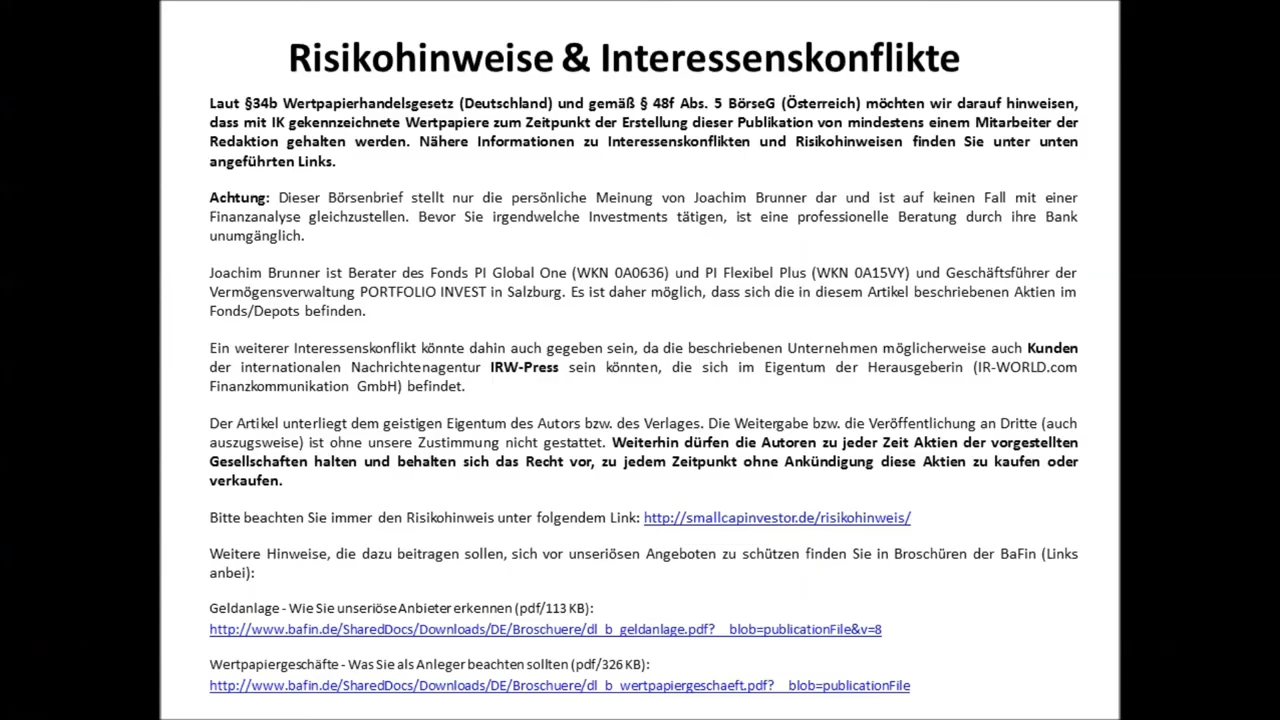 Risikohinweise & Interessenskonflikte
Laut §34b Wertpapierhandelsgesetz (Deutschland) und gemäß § 48f Abs. 5 BörseG (Österreich) möchten wir darauf hinweisen,
dass mit IK gekennzeichnete Wertpapiere zum Zeitpunkt der Erstellung dieser Publikation von mindestens einem Mitarbeiter der
Redaktion gehalten werden. Nähere Informationen zu Interessenskonflikten und Risikohinweisen finden Sie unter unten
angeführten Links.
Achtung: Dieser Börsenbrief stellt nur die persönliche Meinung von Joachim Brunner dar und ist auf keinen Fall mit einer
Finanzanalyse gleichzustellen. Bevor Sie irgendwelche Investments tätigen, ist eine professionelle Beratung durch ihre Bank
unumgänglich.
Joachim Brunner ist Berater des Fonds PI Global One (WKN 0A0636) und PI Flexibel Plus (WKN 0A15VY) und Geschäftsführer der
Vermögensverwaltung PORTFOLIO INVEST in Salzburg. Es ist daher möglich, dass sich die in diesem Artikel beschriebenen Aktien im
Fonds/Depots befinden.
Ein weiterer Interessenskonflikt könnte dahin auch gegeben sein, da die beschriebenen Unternehmen möglicherweise auch Kunden
der internationalen Nachrichtenagentur IRW-Press sein könnten, die sich im Eigentum der Herausgeberin (IR-WORLD.com
Finanzkommunikation GmbH) befindet.
Der Artikel unterliegt dem geistigen Eigentum des Autors bzw. des Verlages. Die Weitergabe bzw. die Veröffentlichung an Dritte (auch
auszugsweise) ist ohne unsere Zustimmung nicht gestattet. Weiterhin dürfen die Autoren zu jeder Zeit Aktien der vorgestellten
Gesellschaften halten und behalten sich das Recht vor, zu jedem Zeitpunkt ohne Ankündigung diese Aktien zu kaufen oder
verkaufen.
Bitte beachten Sie immer den Risikohinweis unter folgendem Link: http://smallcapinvestor.de/risikohinweis/
Weitere Hinweise, die dazu beitragen sollen, sich vor unseriösen Angeboten zu schützen finden Sie in Broschüren der BaFin (Links
anbei):
Geldanlage - Wie Sie unseriöse Anbieter erkennen (pdf/113 KB):
http://www.bafin.de/SharedDocs/Downloads/DE/Broschuere/dl_b_geldanlage.pdf?__blob=publicationFile&v=8
Wertpapiergeschäfte - Was Sie als Anleger beachten sollten (pdf/326 KB):
http://www.bafin.de/SharedDocs/Downloads/DE/Broschuere/dl_b_wertpapiergeschaeft.pdf?__blob=publicationFile